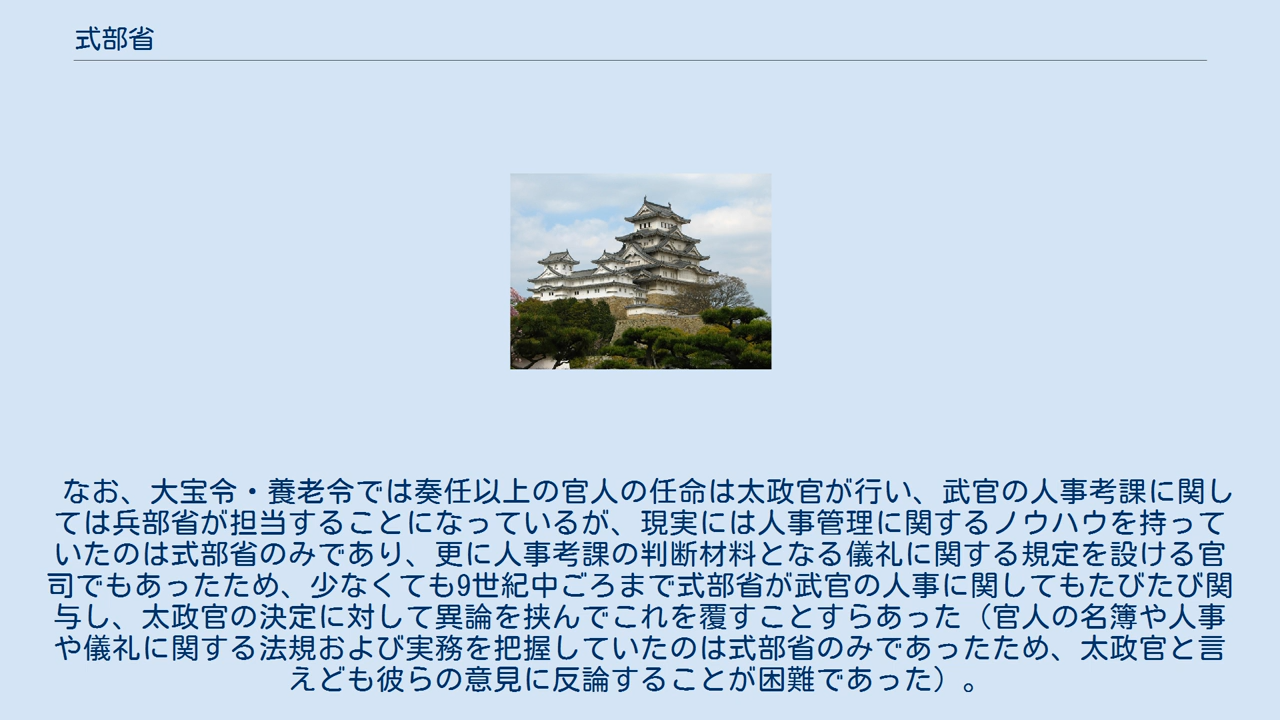 式部省
なお、大宝令・養老令では奏任以上の官人の任命は太政官が行い、武官の人事考課に関し
ては兵部省が担当することになっているが、現実には人事管理に関するノウハウを持って
いたのは式部省のみであり、更に人事考課の判断材料となる儀礼に関する規定を設ける官
司でもあったため、少なくても9世紀中ごろまで式部省が武官の人事に関してもたびたび関
与し、太政官の決定に対して異論を挟んでこれを覆すことすらあった（官人の名簿や人事
や儀礼に関する法規および実務を把握していたのは式部省のみであったため、太政官と言
えども彼らの意見に反論することが困難であった）。